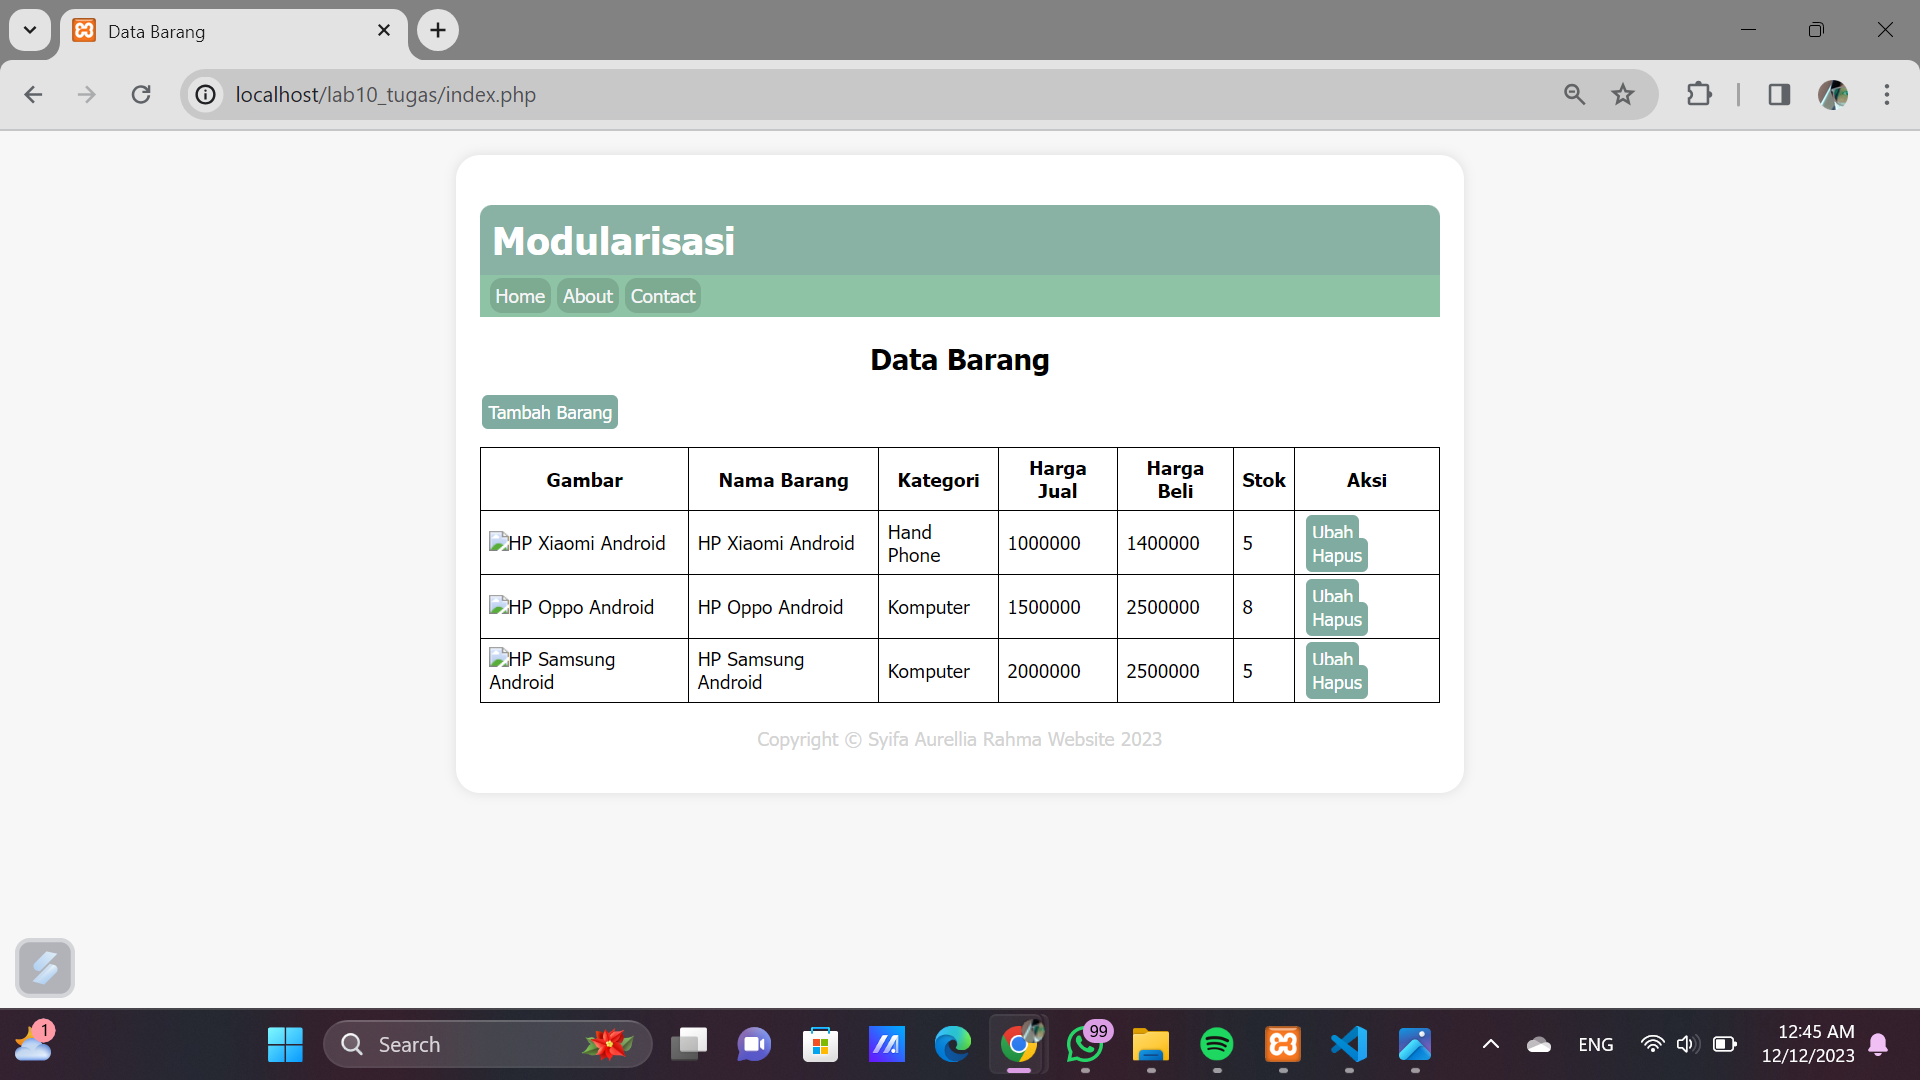 Data Barang
localhost/lab10_tugas/index.php
Modularisasi
Home About Contact
Data Barang
Tambah Barang
Gambar Nama Barang Kategori Harga Jual Harga Beli Stok Aksi
HP Xiaomi Android HP Xiaomi Android Hand Phone 1000000 1400000 5 Ubah Hapus
HP Oppo Android HP Oppo Android Komputer 1500000 2500000 8 Ubah Hapus
HP Samsung Android HP Samsung Android Komputer 2000000 2500000 5 Ubah Hapus
Copyright © Syifa Aurellia Rahma Website 2023
1
Search
99
ENG
12:45 AM
12/12/2023